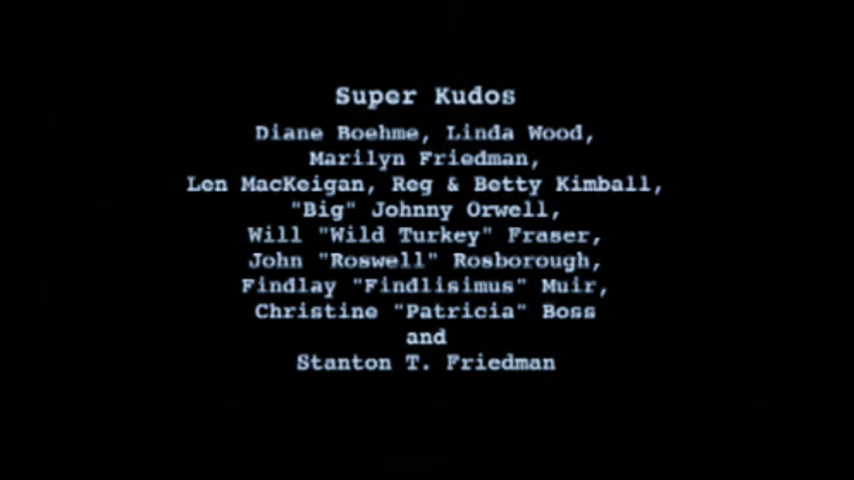 Super Kudos
Diane Boehme, Linda Wood,
Marilyn Friedman,
Len MacKeigan, Reg & Betty Kimball,
"Big" Johnny Orwell,
Will "Wild Turkey" Fraser,
John "Roswell" Rosborough,
Findlay "Findlisimus" Muir,
Christine "Patricia" Boss
and
Stanton T. Friedman